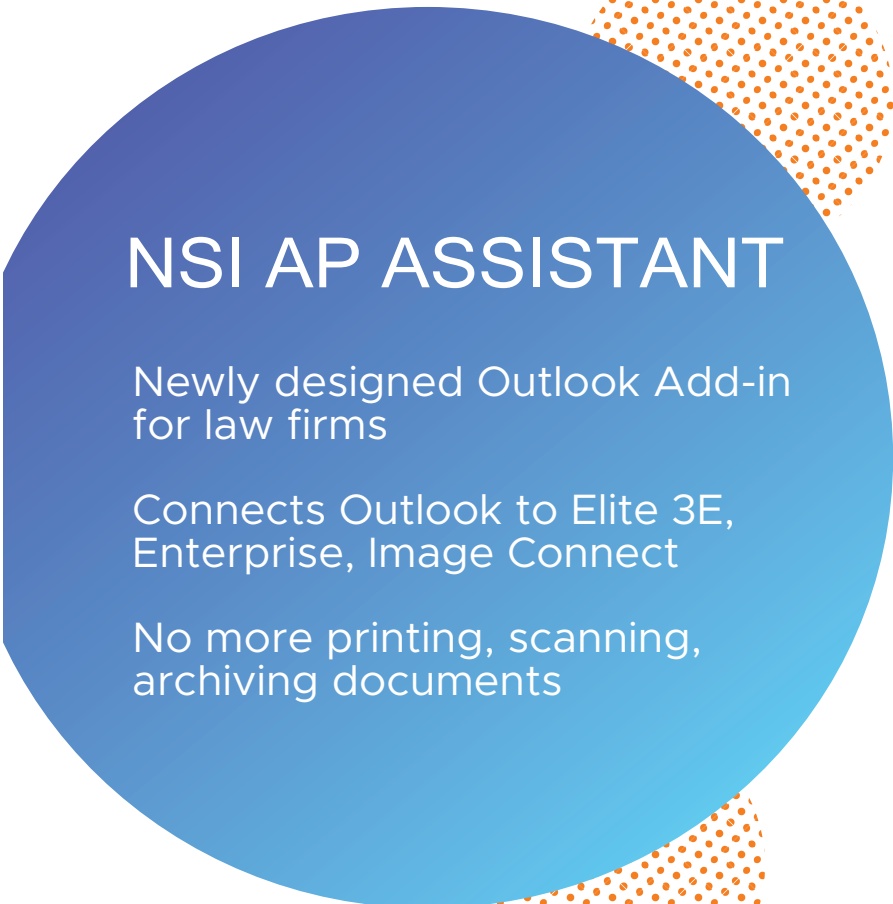 NSI AP ASSISTANT
Newly designed Outlook Add-in
for law firms
Connects Outlook to Elite 3E,
Enterprise, Image Connect
No more printing, scanning,
archiving documents